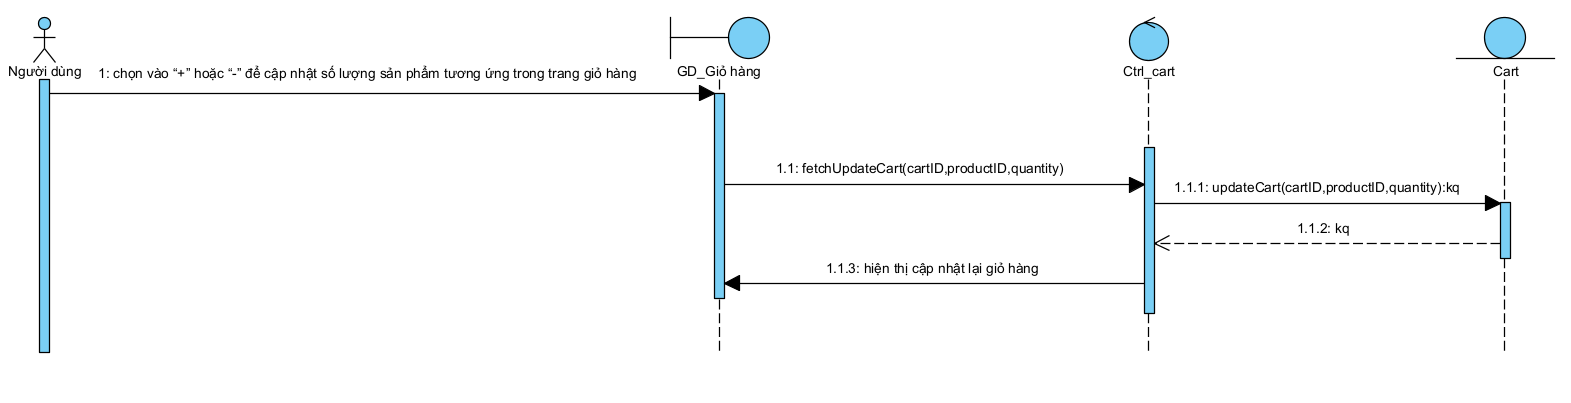 Người dùng
GD_Giỏ hàng
Ctrl_cart
Cart
1: chọn vào “+” hoặc “-” để cập nhật số lượng sản phẩm tương ứng trong trang giỏ hàng
1.1: fetchUpdateCart(cartID,productID,quantity)
1.1.1: updateCart(cartID,productID,quantity):kq
1.1.2: kq
1.1.3: hiện thị cập nhật lại giỏ hàng